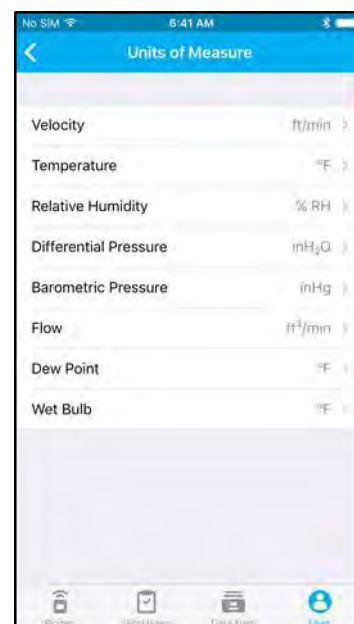 No SIM 6:41 AM
Units of Measure
Velocity ft/min
Temperature °F
Relative Humidity % RH
Differential Pressure inH₂O
Barometric Pressure inHg
Flow ft³/min
Dew Point °F
Wet Bulb °F